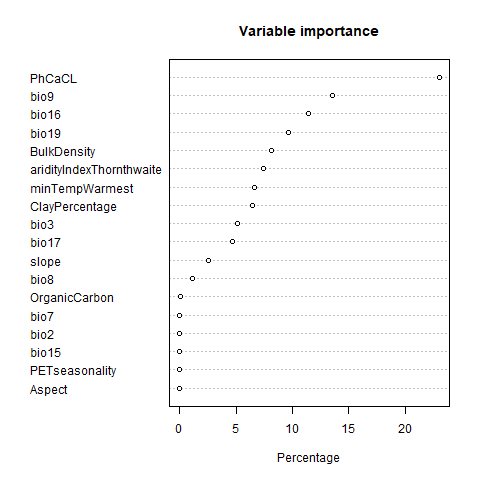 Variable importance
PhCaCL
bio9
bio16
bio19
BulkDensity
aridityIndexThornthwaite
minTempWarmest
ClayPercentage
bio3
bio17
slope
bio8
OrganicCarbon
bio7
bio2
bio15
PETseasonality
Aspect
0 5 10 15 20
Percentage